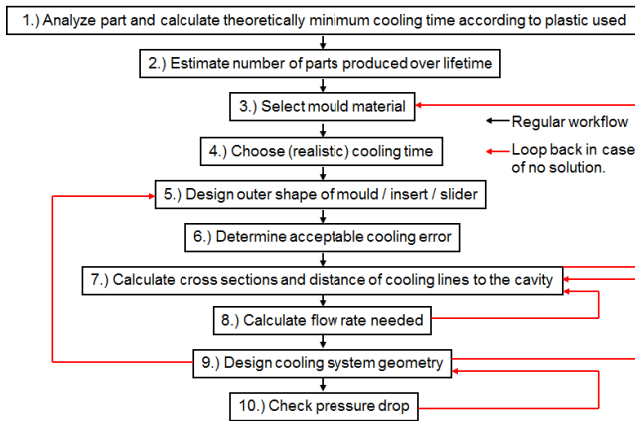 1.) Analyze part and calculate theoretically minimum cooling time according to plastic used
2.) Estimate number of parts produced over lifetime
3.) Select mould material
Regular workflow
4.) Choose (realistic) cooling time
Loop back in case
of no solution.
5.) Design outer shape of mould / insert / slider
6.) Determine acceptable cooling error
7.) Calculate cross sections and distance of cooling lines to the cavity
8.) Calculate flow rate needed
9.) Design cooling system geometry
10.) Check pressure drop